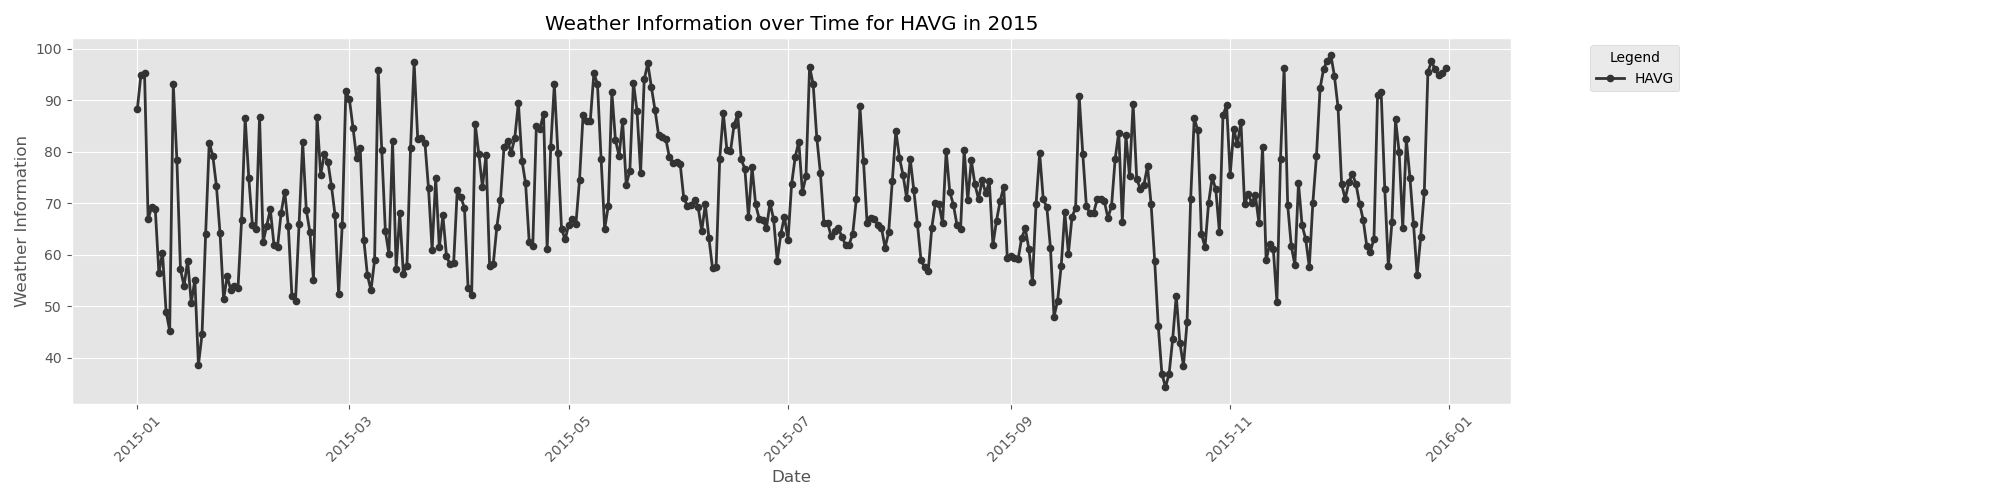 Weather Information over Time for HAVG in 2015
Weather Information
100
90
80
70
60
50
40
2015-01
2015-03
2015-05
2015-07
2015-09
2015-11
2016-01
Date
Legend
HAVG